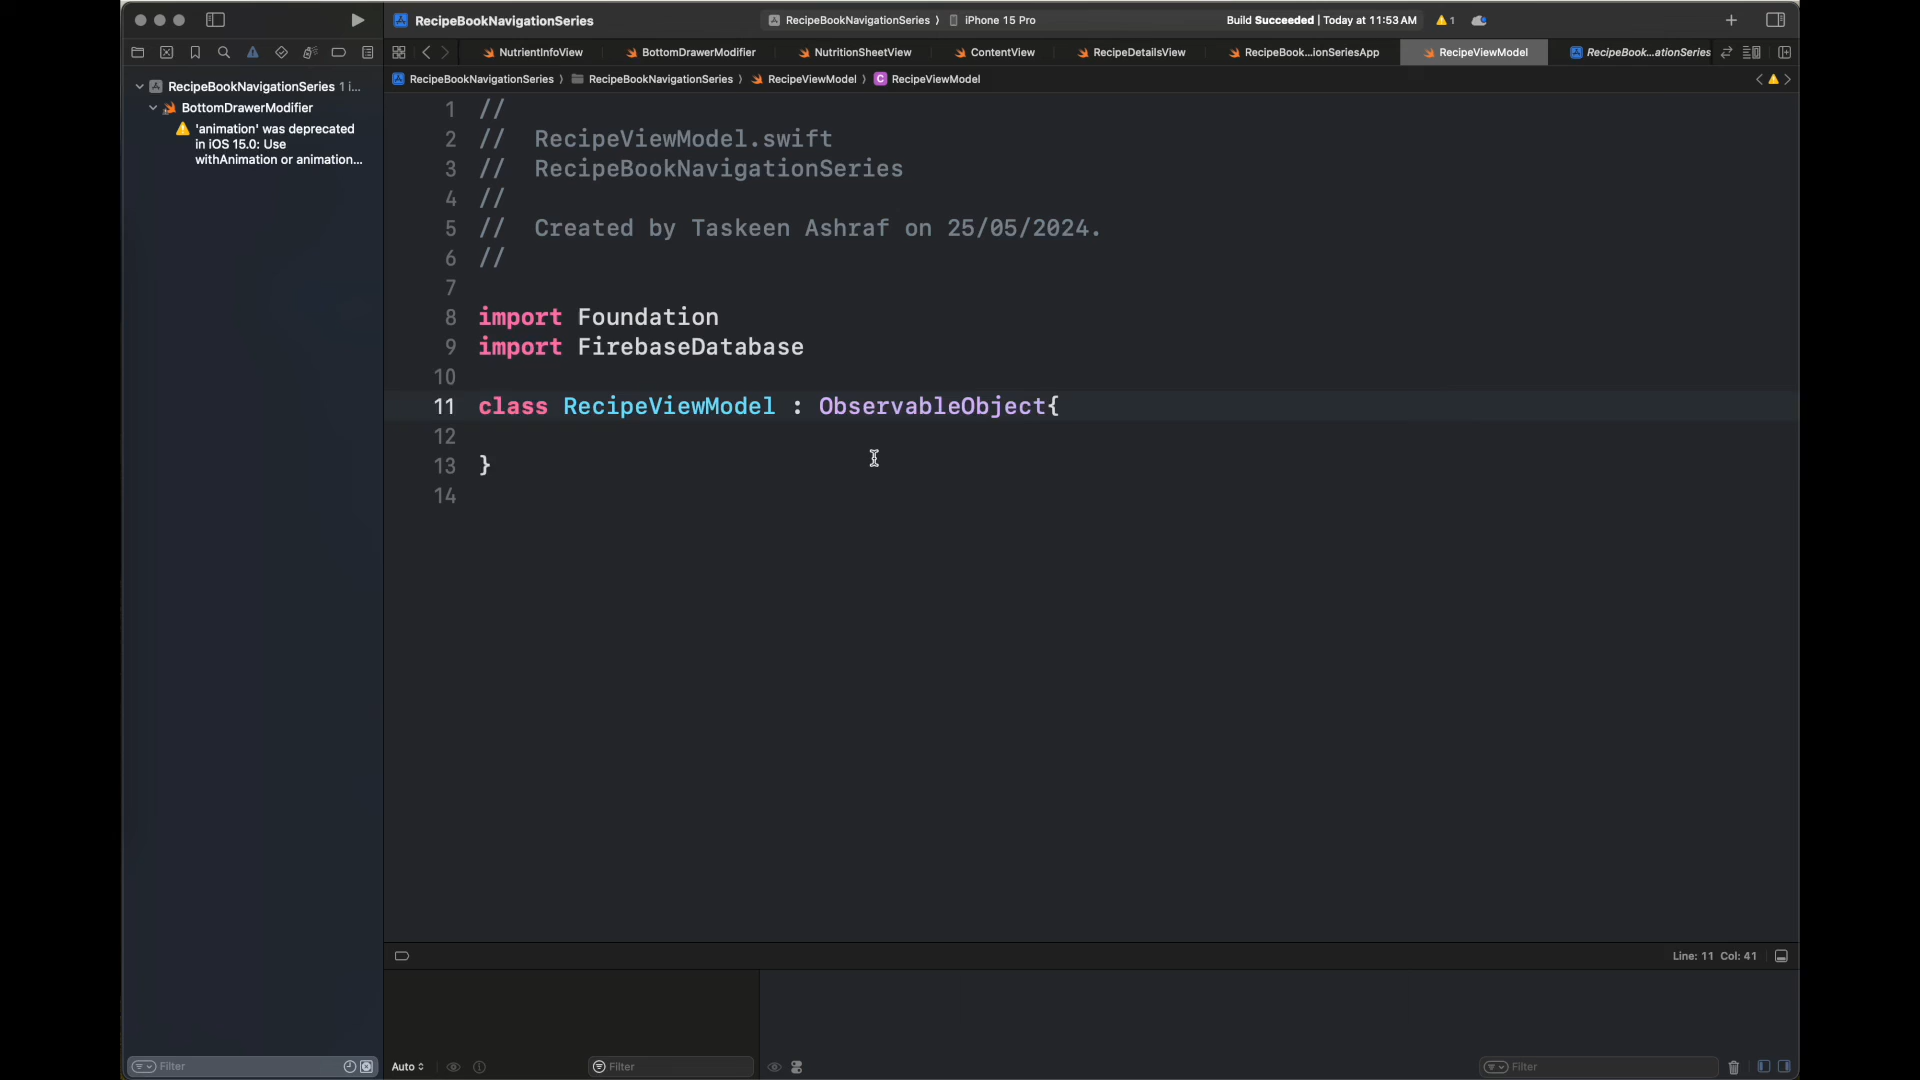 RecipeBookNavigationSeries
RecipeBookNavigationSeries 〉 iPhone 15 Pro
Build Succeeded | Today at 11:53 AM
1
NutrientInfoView
BottomDrawerModifier
NutritionSheetView
ContentView
RecipeDetailsView
RecipeBook...ionSeriesApp
RecipeViewModel
RecipeBook...ationSeries
RecipeBookNavigationSeries 〉 RecipeBookNavigationSeries 〉 RecipeViewModel 〉 C RecipeViewModel
RecipeBookNavigationSeries 1 i...
BottomDrawerModifier
'animation' was deprecated
in iOS 15.0: Use
withAnimation or animation...
1 //
2 //  RecipeViewModel.swift
3 //  RecipeBookNavigationSeries
4 //
5 //  Created by Taskeen Ashraf on 25/05/2024.
6 //
7
8 import Foundation
9 import FirebaseDatabase
10
11 class RecipeViewModel : ObservableObject{
12
13 }
14
Line: 11 Col: 41
Filter
Auto
Filter
Filter